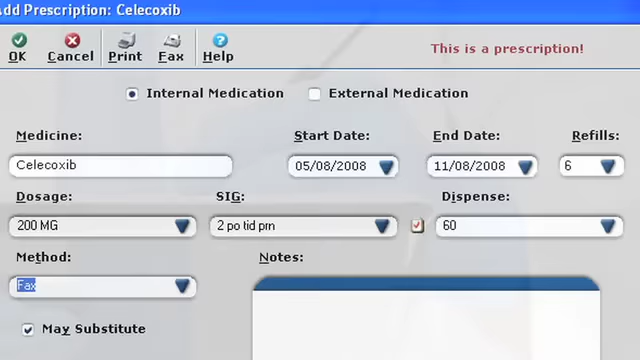 Add Prescription: Celecoxib
OK Cancel Print Fax Help
This is a prescription!
Internal Medication External Medication
Medicine: Start Date: End Date: Refills:
Celecoxib 05/08/2008 11/08/2008 6
Dosage: SIG: Dispense:
200 MG 2 po tid prn 60
Method: Notes:
Fax
May Substitute